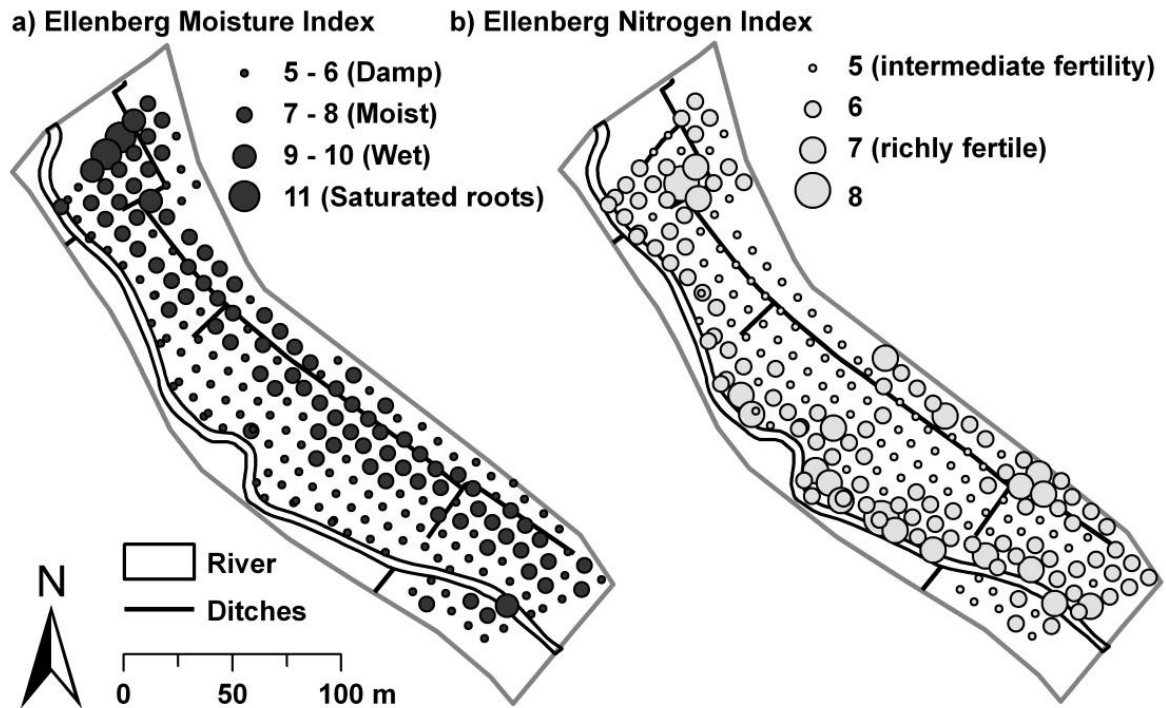 a) Ellenberg Moisture Index
5 - 6 (Damp)
7 - 8 (Moist)
9 - 10 (Wet)
11 (Saturated roots)
b) Ellenberg Nitrogen Index
5 (intermediate fertility)
6
7 (richly fertile)
8
N
River
Ditches
0 50 100 m